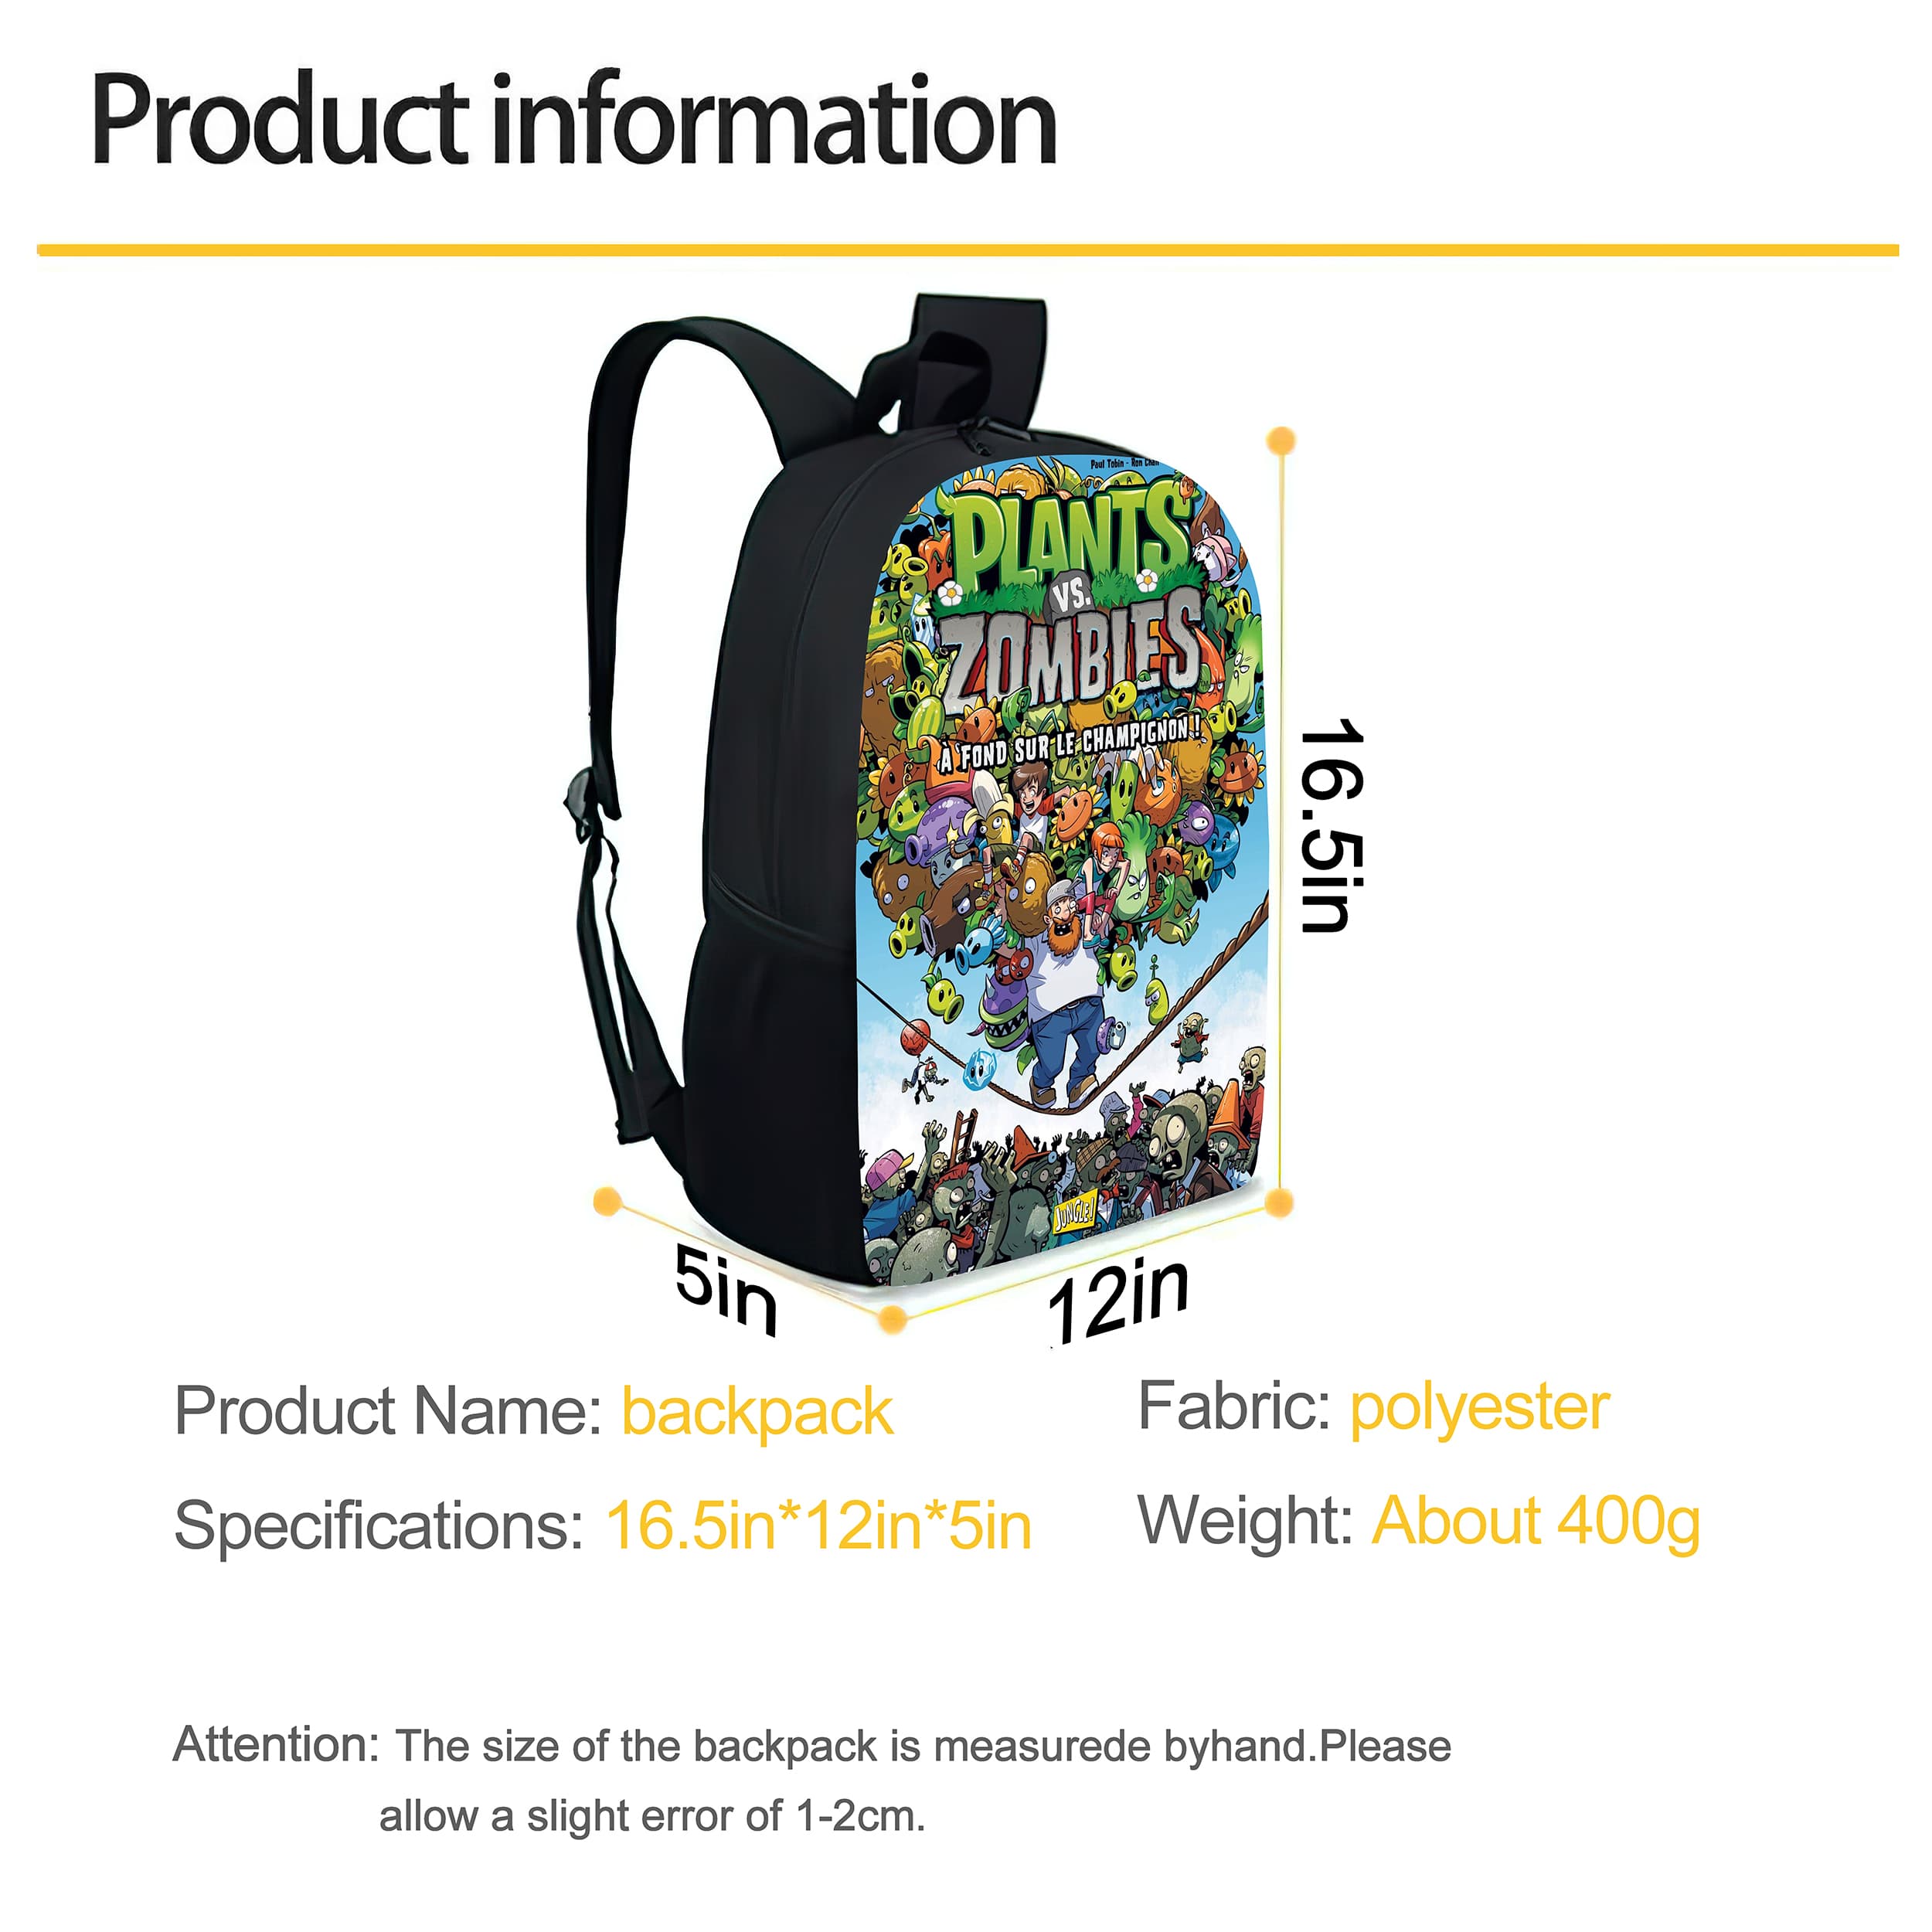 Product information
Paul Tobin - Ron Chan
PLANTS
VS.
ZOMBIES
À FOND SUR LE CHAMPIGNON !
JUNGLE!
16.5in
5in
12in
Product Name: backpack
Fabric: polyester
Specifications: 16.5in*12in*5in
Weight: About 400g
Attention: The size of the backpack is measurede byhand.Please
allow a slight error of 1-2cm.